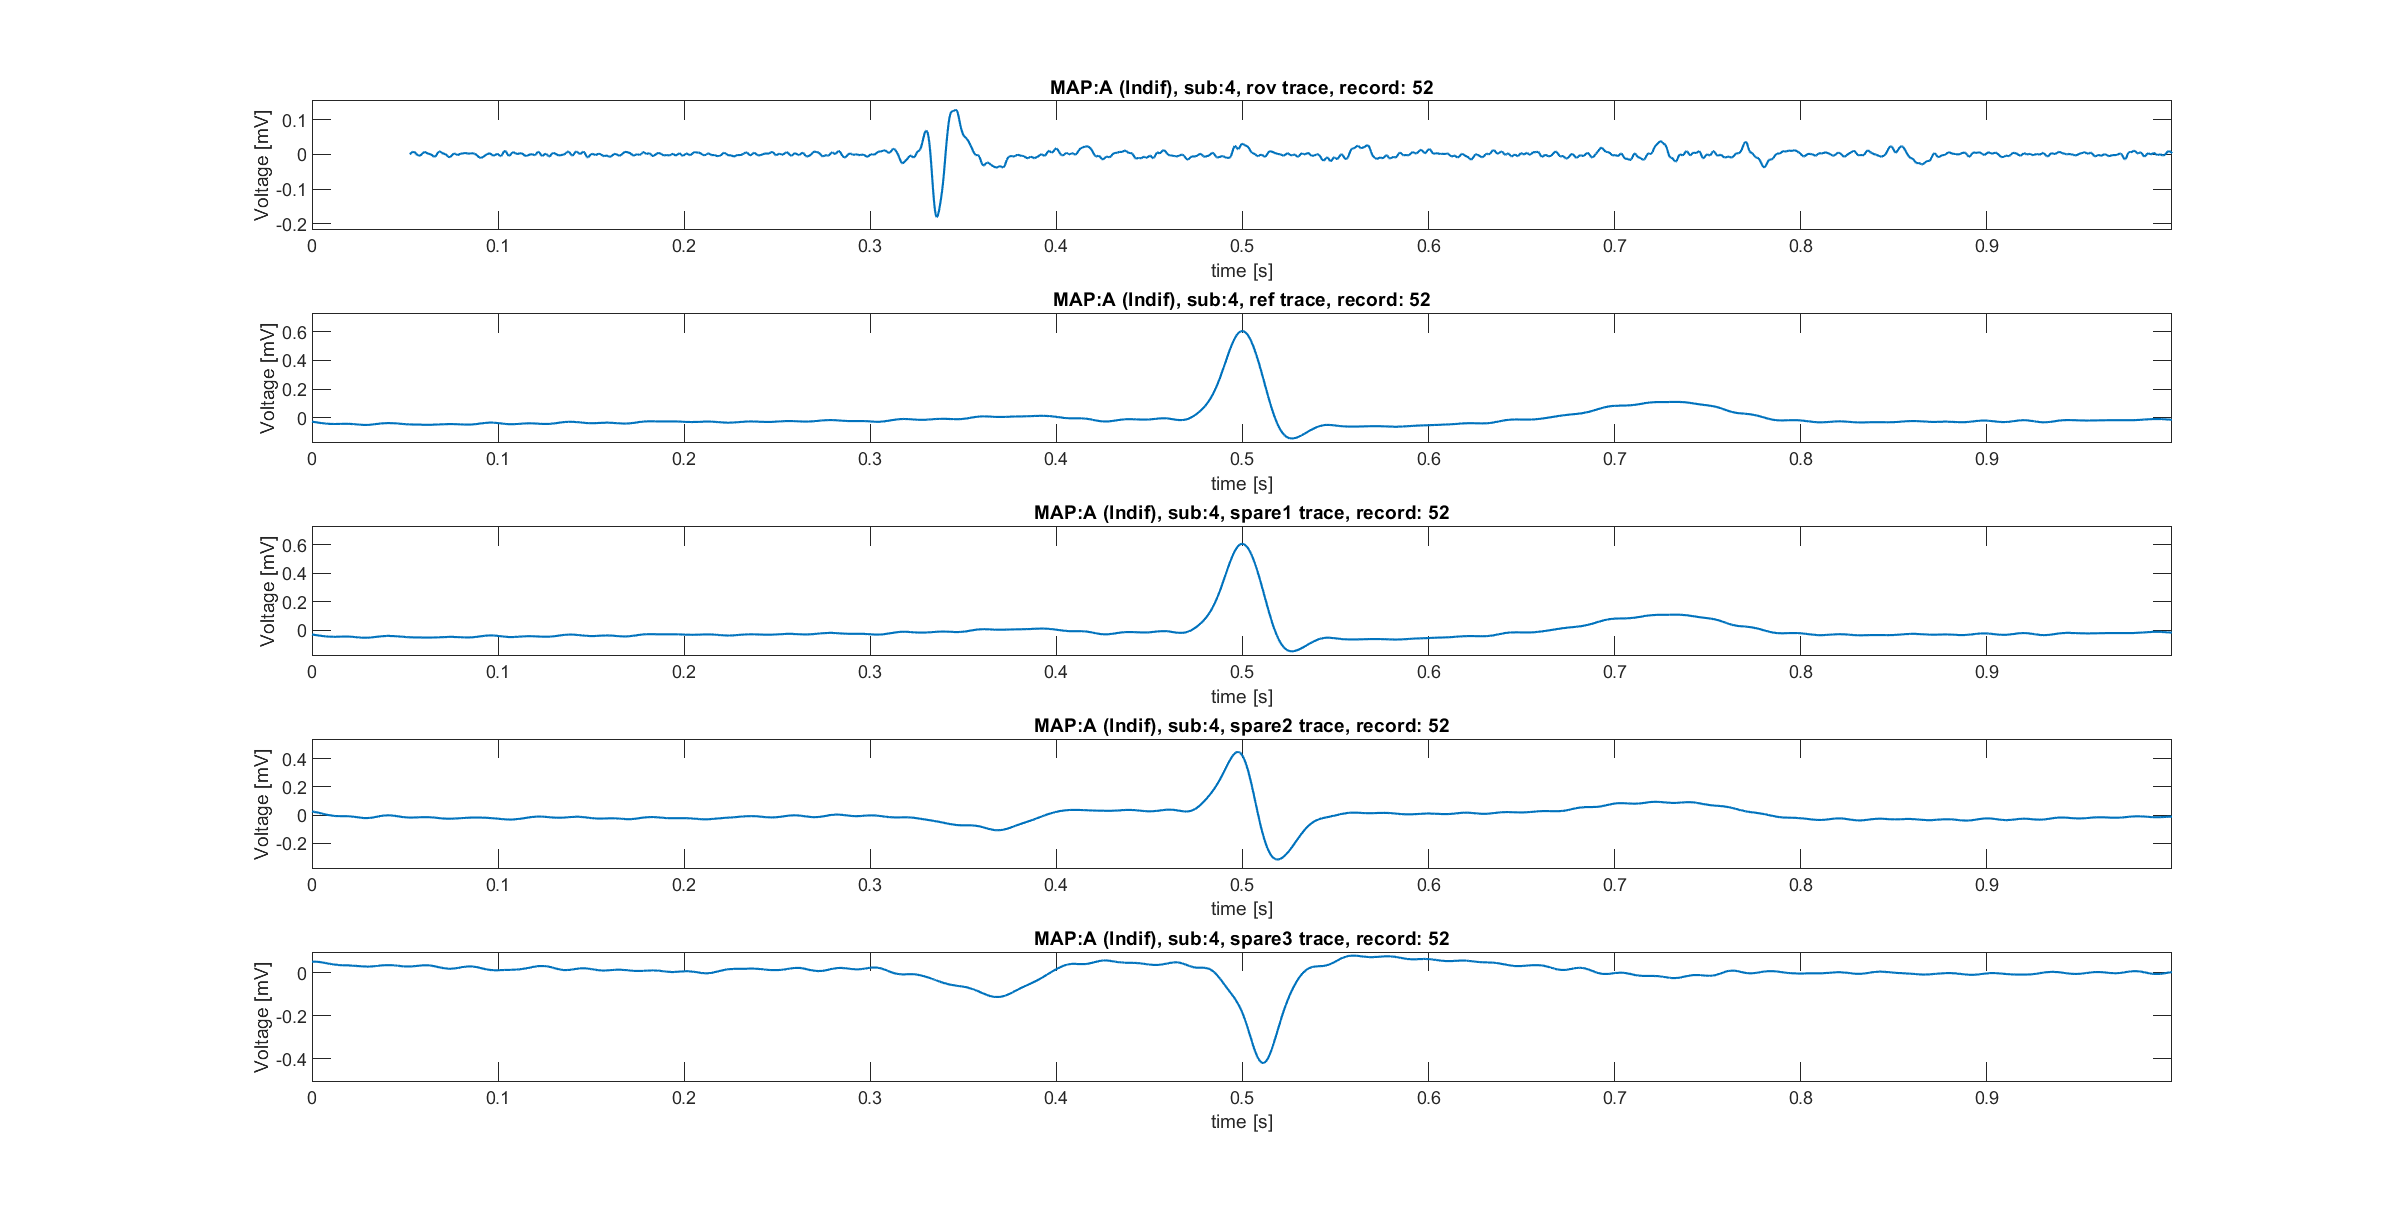 MAP:A (Indif), sub:4, rov trace, record: 52
Voltage [mV]
0.1
0
-0.1
-0.2
0 0.1 0.2 0.3 0.4 0.5 0.6 0.7 0.8 0.9
time [s]
MAP:A (Indif), sub:4, ref trace, record: 52
Voltage [mV]
0.6
0.4
0.2
0
0 0.1 0.2 0.3 0.4 0.5 0.6 0.7 0.8 0.9
time [s]
MAP:A (Indif), sub:4, spare1 trace, record: 52
Voltage [mV]
0.6
0.4
0.2
0
0 0.1 0.2 0.3 0.4 0.5 0.6 0.7 0.8 0.9
time [s]
MAP:A (Indif), sub:4, spare2 trace, record: 52
Voltage [mV]
0.4
0.2
0
-0.2
0 0.1 0.2 0.3 0.4 0.5 0.6 0.7 0.8 0.9
time [s]
MAP:A (Indif), sub:4, spare3 trace, record: 52
Voltage [mV]
0
-0.2
-0.4
0 0.1 0.2 0.3 0.4 0.5 0.6 0.7 0.8 0.9
time [s]